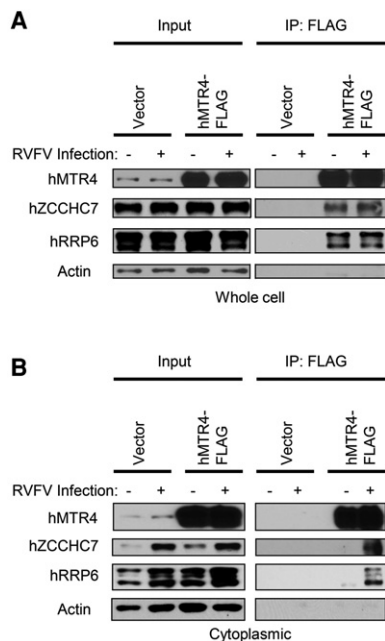 A
Input
IP: FLAG
Vector
hMTR4-
FLAG
Vector
hMTR4-
FLAG
RVFV Infection: - + - + - + - +
hMTR4
hZCCHC7
hRRP6
Actin
Whole cell
B
Input
IP: FLAG
Vector
hMTR4-
FLAG
Vector
hMTR4-
FLAG
RVFV Infection: - + - + - + - +
hMTR4
hZCCHC7
hRRP6
Actin
Cytoplasmic